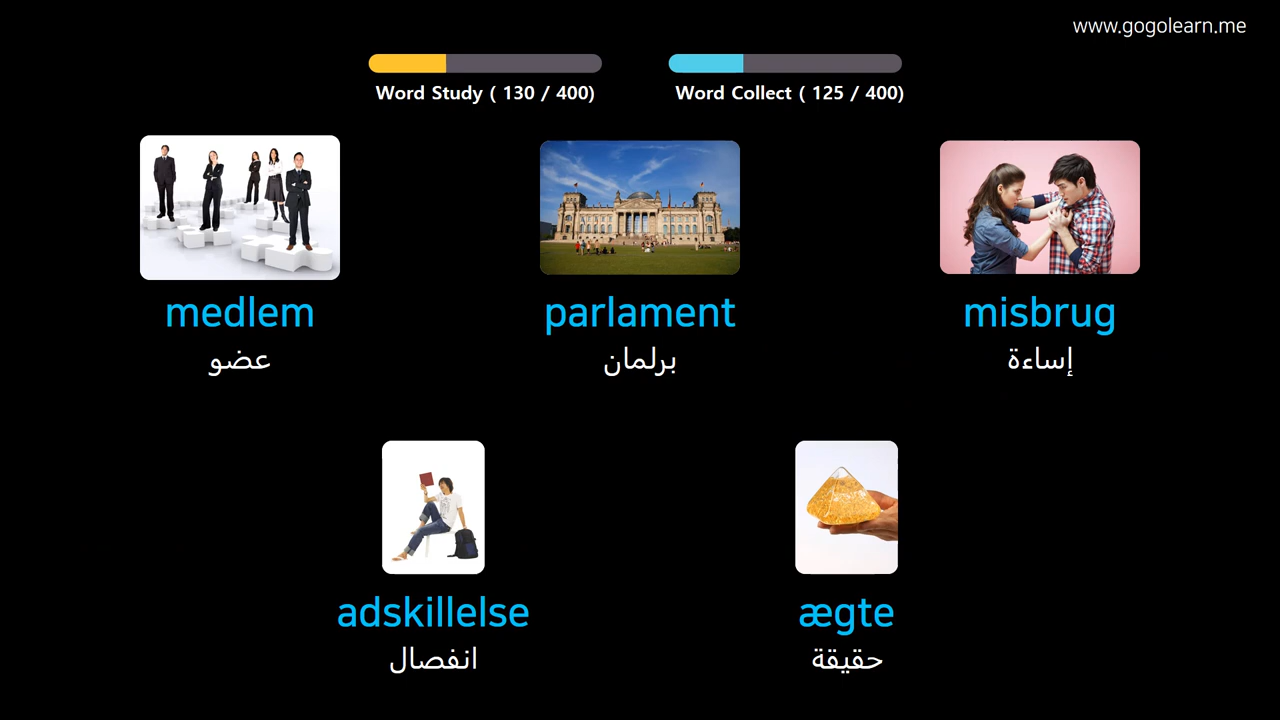 www.gogolearn.me
Word Study ( 130 / 400)
Word Collect ( 125 / 400)
medlem
parlament
misbrug
عضو
برلمان
إساءة
adskillelse
ægte
انفصال
حقيقة